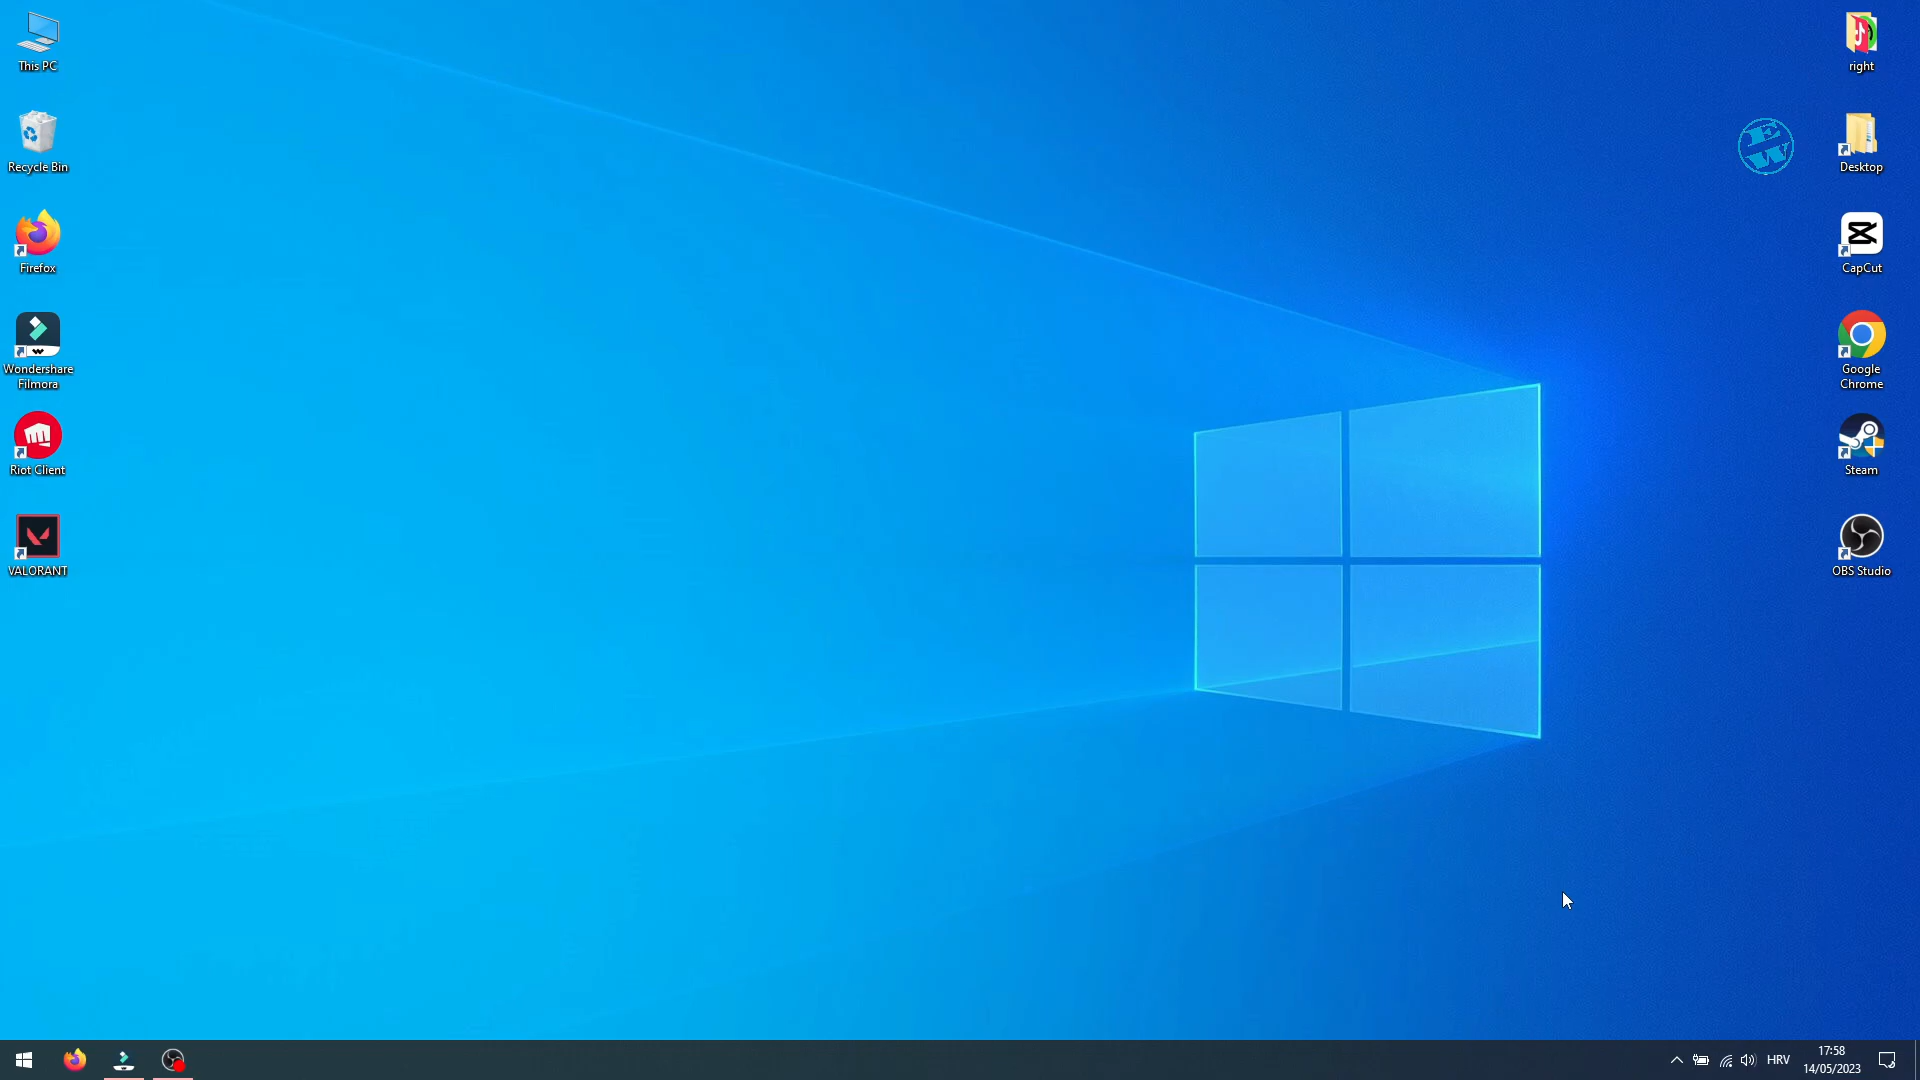 This PC
Recycle Bin
Firefox
Wondershare
Filmora
Riot Client
VALORANT
right
EW
Desktop
CapCut
Google
Chrome
Steam
OBS Studio
HRV
17:58
14/05/2023